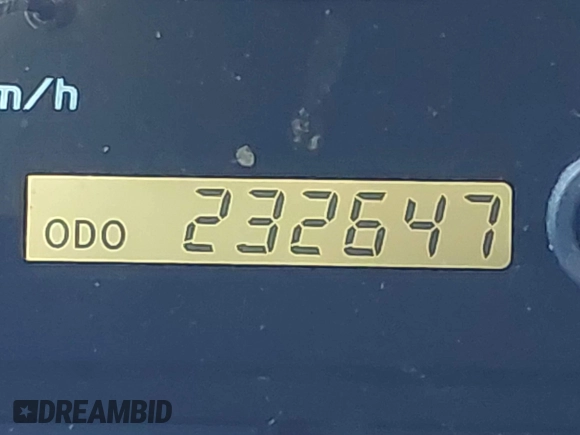 m/h
ODO 232647
DREAMBID